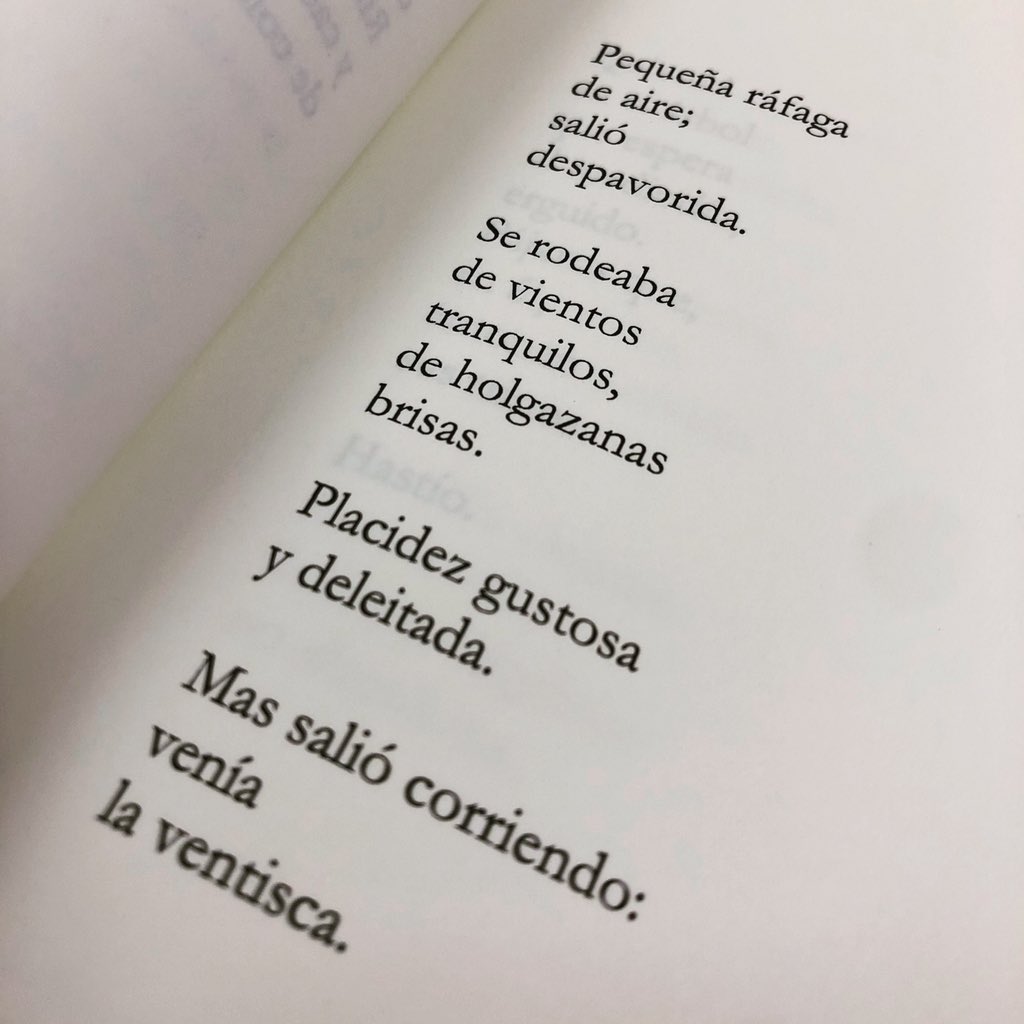 Pequeña ráfaga
de aire;
salió
despavorida.
Se rodeaba
de vientos
tranquilos,
de holgazanas
brisas.
Placidez gustosa
y deleitada.
Mas salió corriendo:
venía
la ventisca.